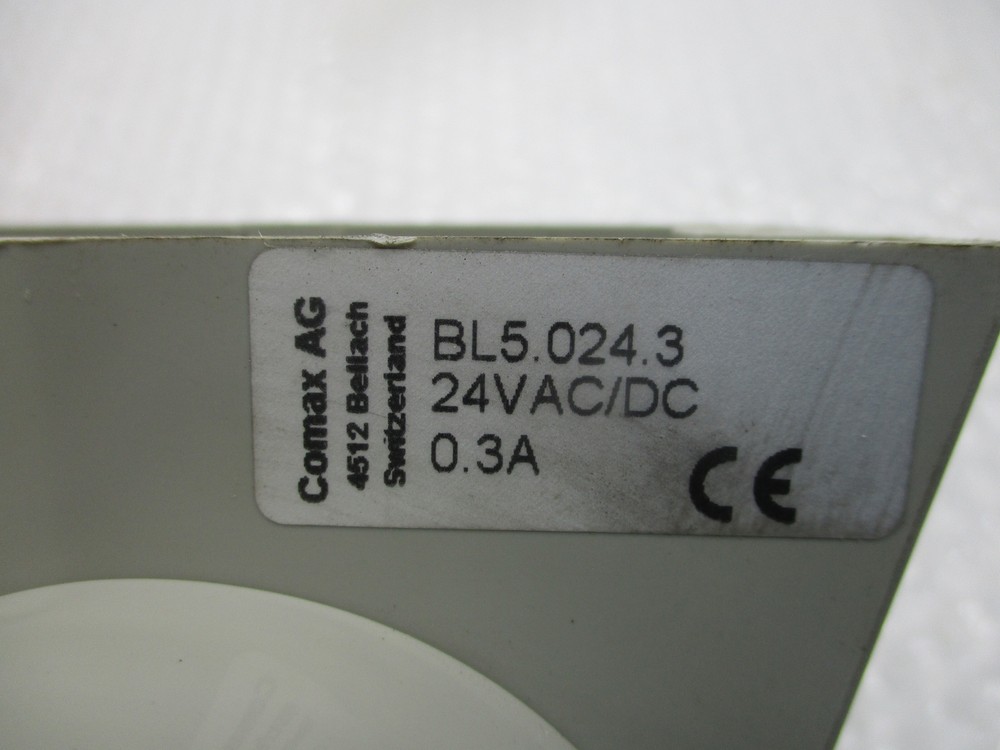 Comax AG
4512 Bellach
Switzerland
BL5.024.3
24VAC/DC
0.3A
CE